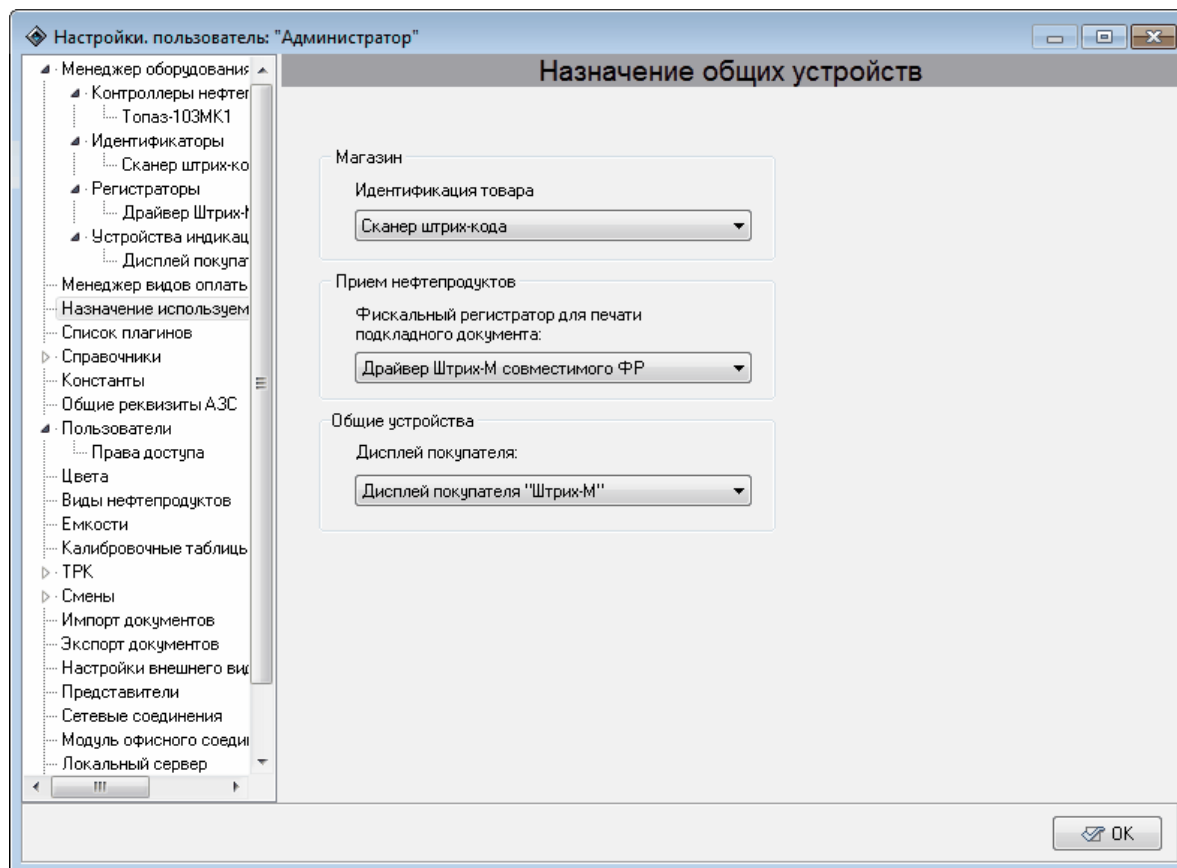 Настройки. пользователь: "Администратор"
Менеджер оборудования
Контроллеры нефтег
Топаз-103МК1
Идентификаторы
Сканер штрих-ко
Регистраторы
Драйвер Штрих-М
Устройства индикац
Дисплей покупат
Менеджер видов оплать
Назначение используем
Список плагинов
Справочники
Константы
Общие реквизиты АЗС
Пользователи
Права доступа
Цвета
Виды нефтепродуктов
Емкости
Калибровочные таблиць
ТРК
Смены
Импорт документов
Экспорт документов
Настройки внешнего вид
Представители
Сетевые соединения
Модуль офисного соеди
Локальный сервер
Назначение общих устройств
Магазин
Идентификация товара
Сканер штрих-кода
Прием нефтепродуктов
Фискальный регистратор для печати
подкладного документа:
Драйвер Штрих-М совместимого ФР
Общие устройства
Дисплей покупателя:
Дисплей покупателя "Штрих-М"
OK